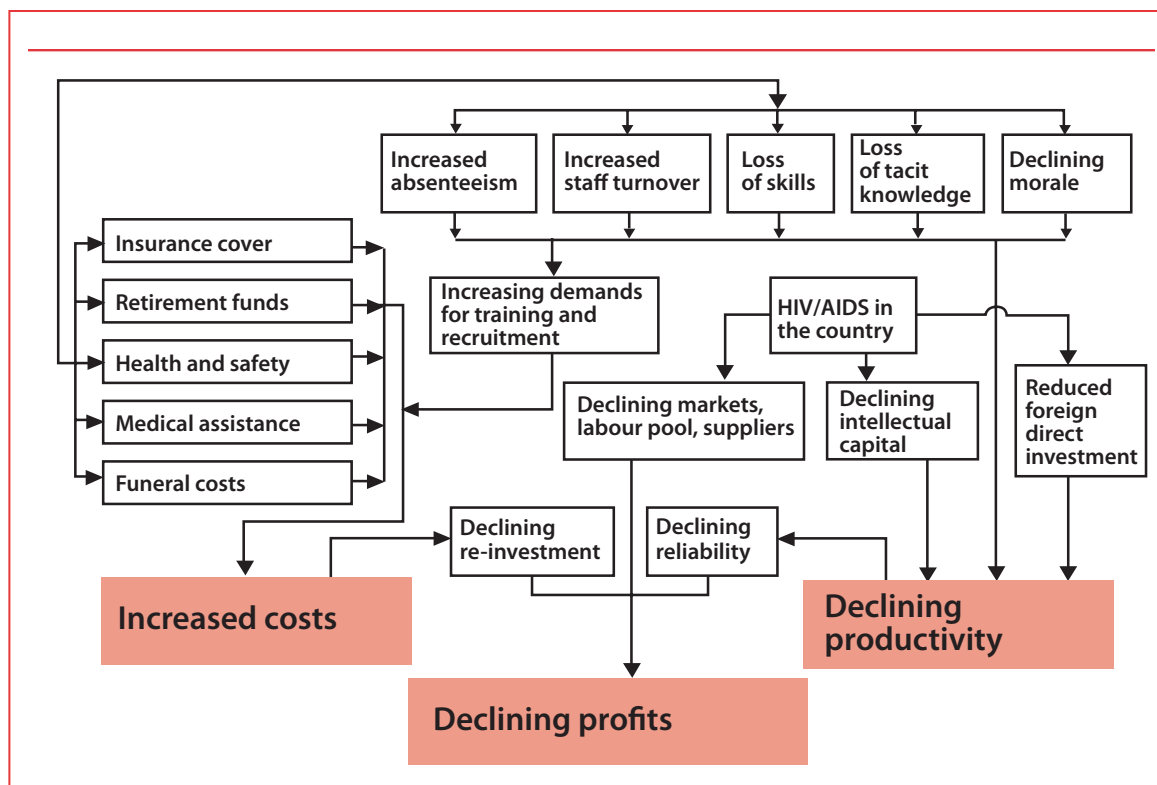 Increased
absenteeism
Increased
staff turnover
Loss
of skills
Loss
of tacit
knowledge
Declining
morale
Insurance cover
Retirement funds
Health and safety
Medical assistance
Funeral costs
Increasing demands
for training and
recruitment
HIV/AIDS in
the country
Declining markets,
labour pool, suppliers
Declining
intellectual
capital
Reduced
foreign
direct
investment
Declining
re-investment
Declining
reliability
Increased costs
Declining
productivity
Declining profits